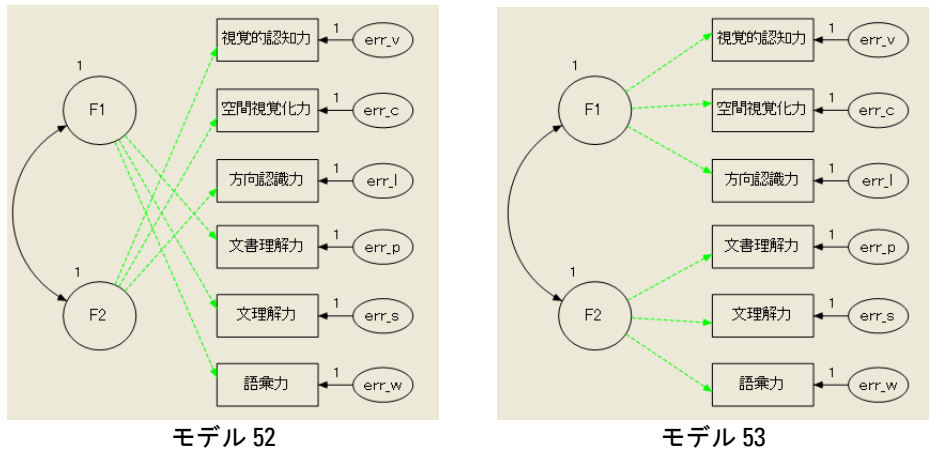 1
F1
1
F2
視覚的認知力
1
err_v
空間視覚化力
1
err_c
方向認識力
1
err_l
文書理解力
1
err_p
文理解力
1
err_s
語彙力
1
err_w
モデル 52
1
F1
1
F2
視覚的認知力
1
err_v
空間視覚化力
1
err_c
方向認識力
1
err_l
文書理解力
1
err_p
文理解力
1
err_s
語彙力
1
err_w
モデル 53